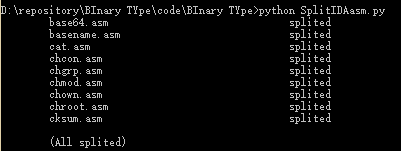 D:\repository\BInary TYpe\code\BInary TYpe>python SplitIDAasm.py
base64.asm splited
basename.asm splited
cat.asm splited
chcon.asm splited
chgrp.asm splited
chmod.asm splited
chown.asm splited
chroot.asm splited
cksum.asm splited
(All splited)